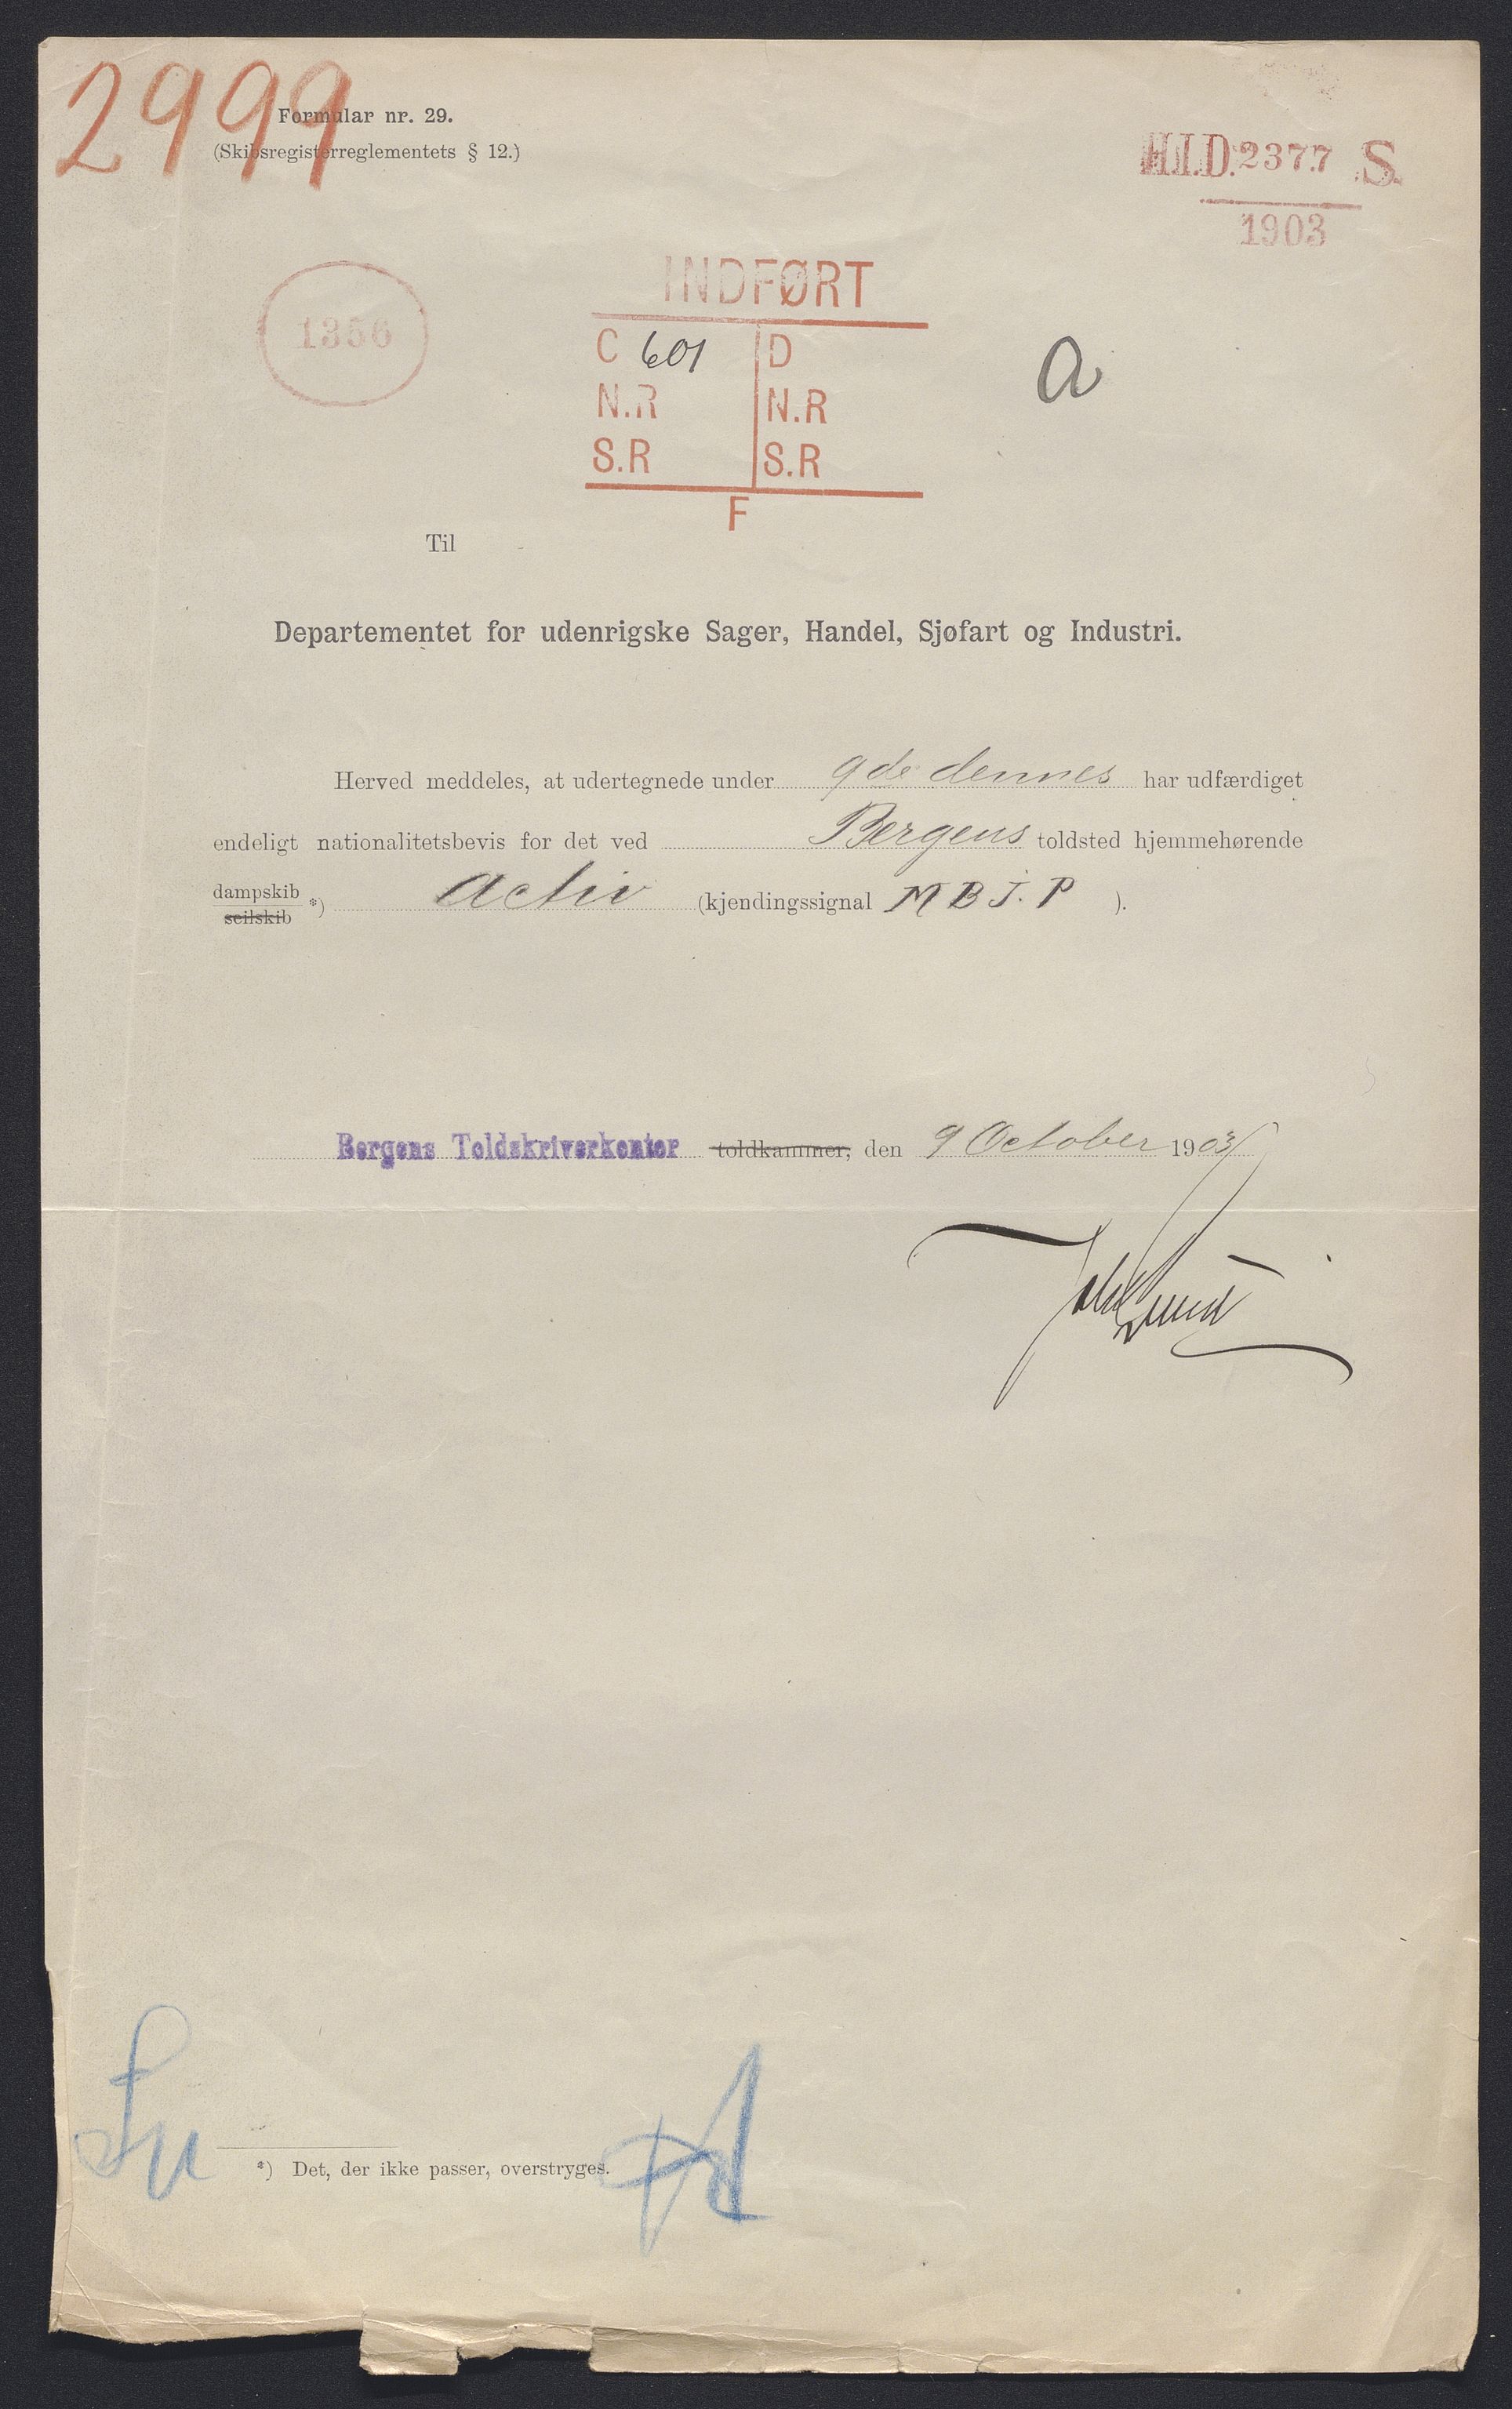 2999
Formular nr. 29.
(Skibsregisterreglementets § 12.)
H.I.D. 2377 S.
1903
1356
INDFØRT
C 601 D
N.R N.R
S.R S.R
F
a
Til
Departementet for udenrigske Sager, Handel, Sjøfart og Industri.
Herved meddeles, at udertegnede under 9de dennes har udfærdiget
endeligt nationalitetsbevis for det ved Bergens toldsted hjemmehørende
dampskib
seilskib *) Activ (kjendingssignal M B J. P ).
Bergens Toldskriverkontor toldkammer, den 9 October 1903
Lund
*) Det, der ikke passer, overstryges.